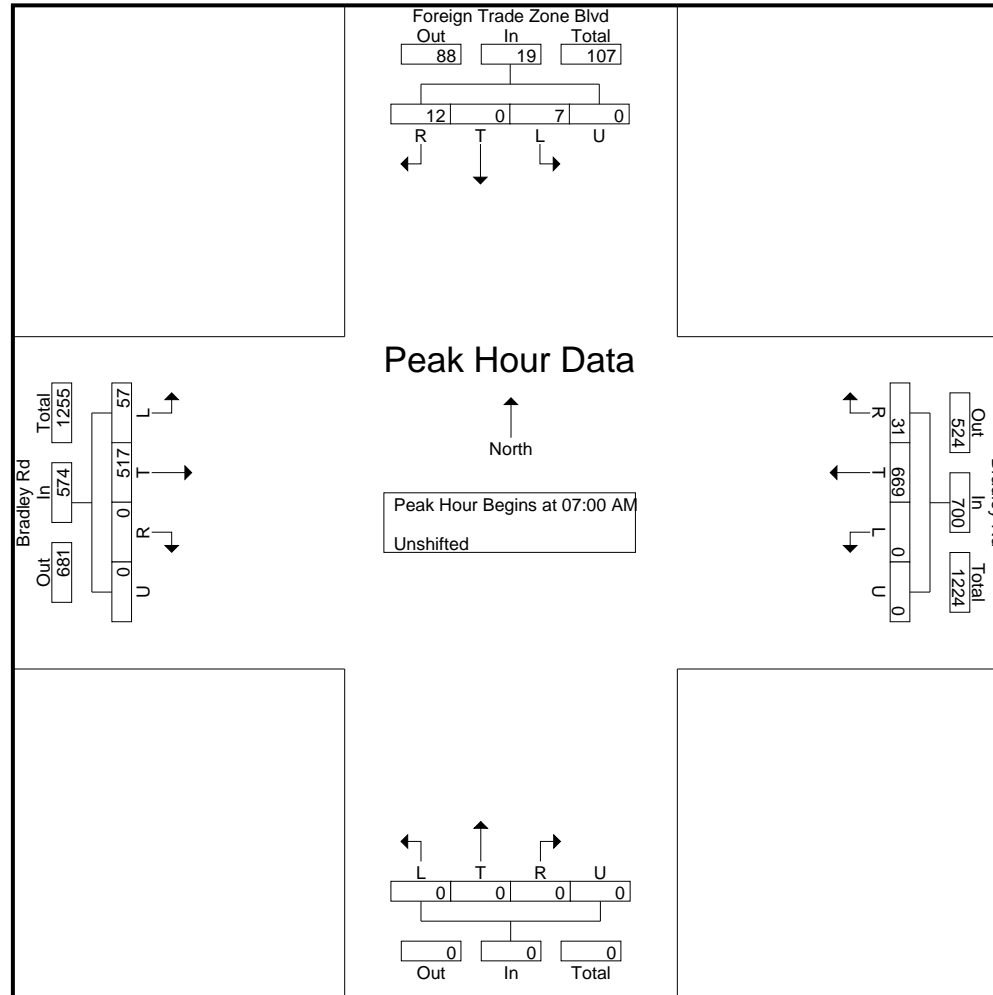 Foreign Trade Zone Blvd
Out In Total
88 19 107
12 0 7 0
R T L U
Peak Hour Data
North
Peak Hour Begins at 07:00 AM
Unshifted
Bradley Rd
Total In Out
1255 574 681
57 517 0 0
L T R U
Out In Total
524 700 1224
31 669 0 0
R T L U
L T R U
0 0 0 0
0 0 0
Out In Total